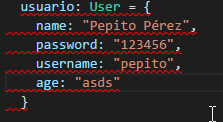 usuario: User = {
name: "Pepito Pérez",
password: "123456",
username: "pepito",
age: "asds"
}